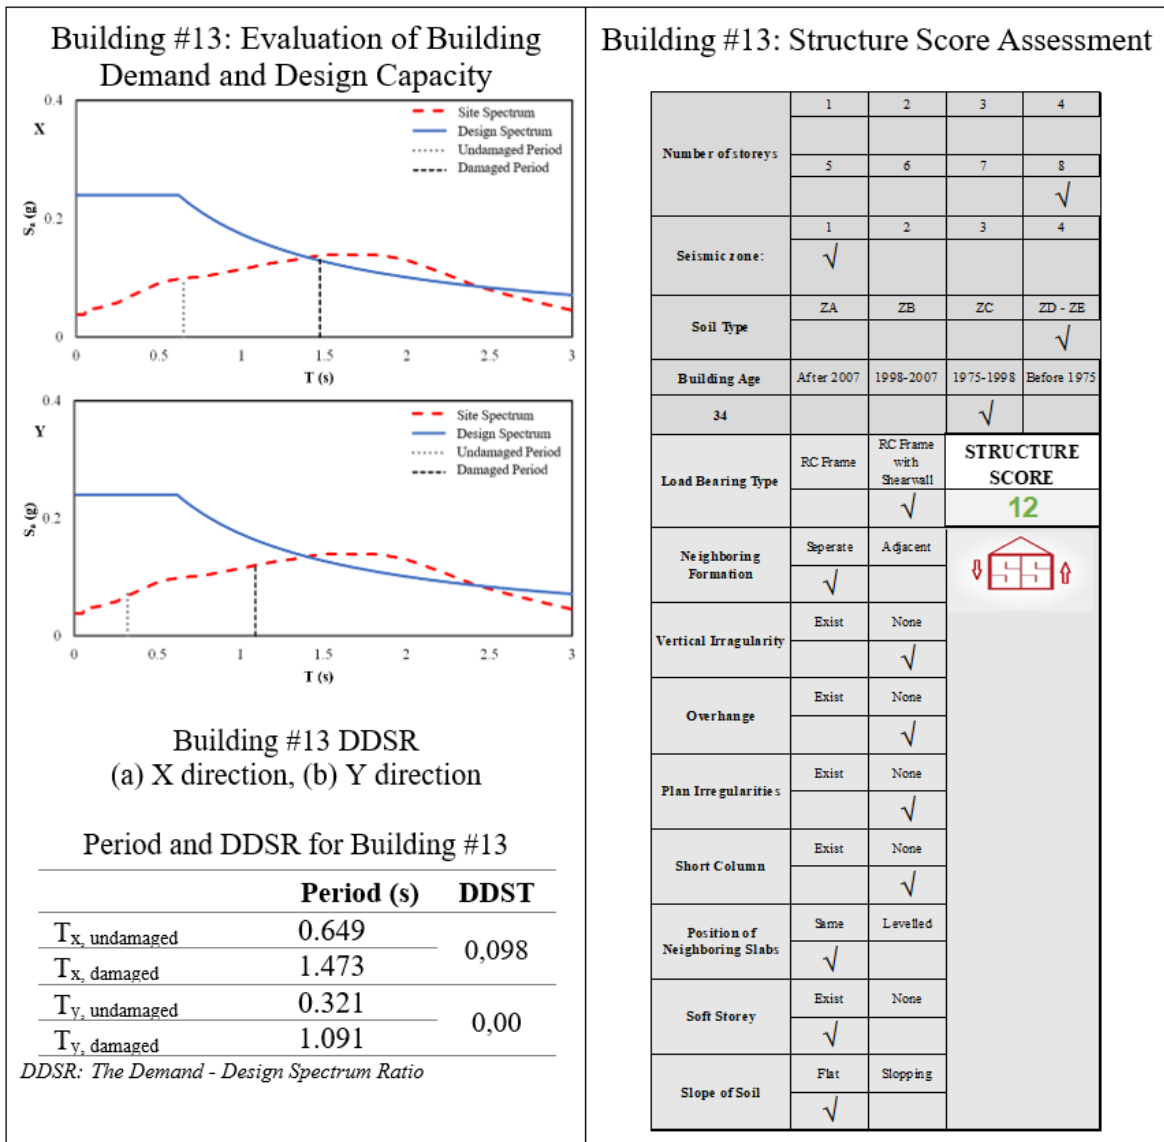 Building #13: Evaluation of Building
Demand and Design Capacity
0.4
X
Site Spectrum
Design Spectrum
Undamaged Period
Damaged Period
Sa (g)
0.2
0
0 0.5 1 1.5 2 2.5 3
T (s)
0.4
Y
Site Spectrum
Design Spectrum
Undamaged Period
Damaged Period
Sa (g)
0.2
0
0 0.5 1 1.5 2 2.5 3
T (s)
Building #13 DDSR
(a) X direction, (b) Y direction
Period and DDSR for Building #13
Period (s) DDST
Tx, undamaged 0.649
0,098
Tx, damaged 1.473
Ty, undamaged 0.321
0,00
Ty, damaged 1.091
DDSR: The Demand - Design Spectrum Ratio
Building #13: Structure Score Assessment
Number of storeys
1 2 3 4
5 6 7 8
√
Seismic zone:
1 2 3 4
√
Soil Type
ZA ZB ZC ZD - ZE
√
Building Age After 2007 1998-2007 1975-1998 Before 1975
34 √
Load Bearing Type
RC Frame
RC Frame
with
Shearwall
√
STRUCTURE
SCORE
12
Neighboring
Formation
Seperate Adjacent
√
SS
Vertical Irragularity
Exist None
√
Overhange
Exist None
√
Plan Irregularities
Exist None
√
Short Column
Exist None
√
Position of
Neighboring Slabs
Same Levelled
√
Soft Storey
Exist None
√
Slope of Soil
Flat Slopping
√